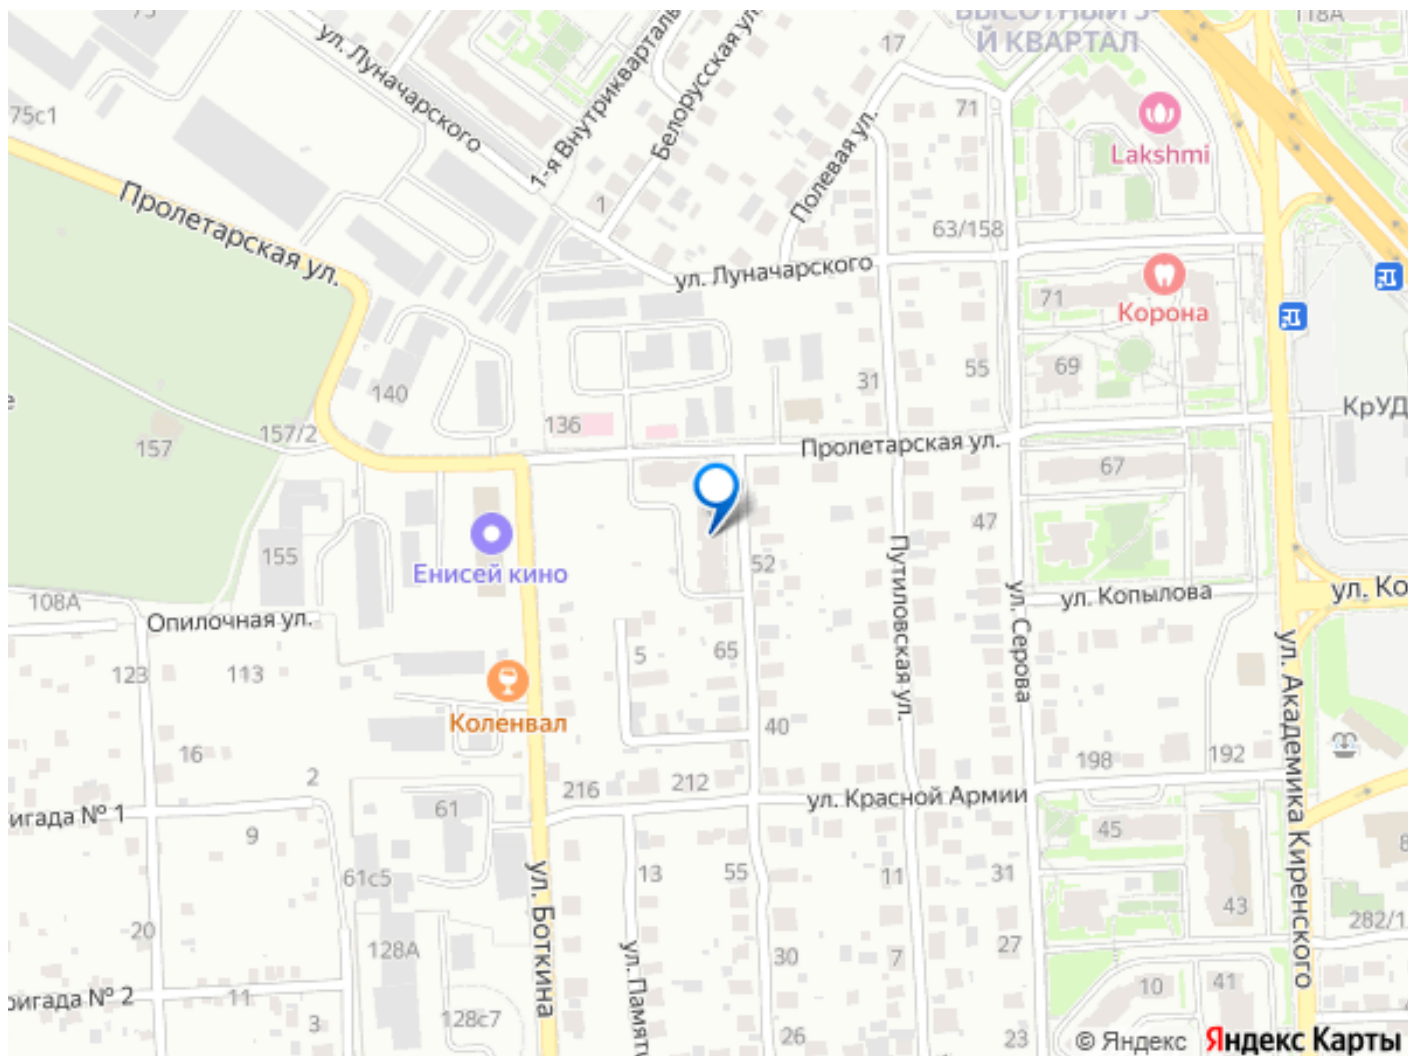 73
ВЫСОТНЫЙ 5-
Й КВАРТАЛ
118А
17
ул. Луначарского
1-я Внутрикварталь
Белорусская ул.
75с1
71
Полевая ул.
Lakshmi
Пролетарская ул.
1
63/158
ул. Луначарского
71
Корона
140
31
55
69
КрУД
157
157/2
136
Пролетарская ул.
67
47
155
Енисей кино
52
Путиловская ул.
108А
Опилочная ул.
ул. Серова
ул. Копылова
ул. Ко
123
113
5
65
Коленвал
40
ул. Академика Киренского
16
2
216
212
198
192
игада № 1
61
ул. Красной Армии
45
9
61с5
13
55
11
31
43
ул. Боткина
20
128А
ул. Памят
30
7
27
282/1
ригада № 2
11
3
128с7
26
23
10
41
© Яндекс
Яндекс Карты